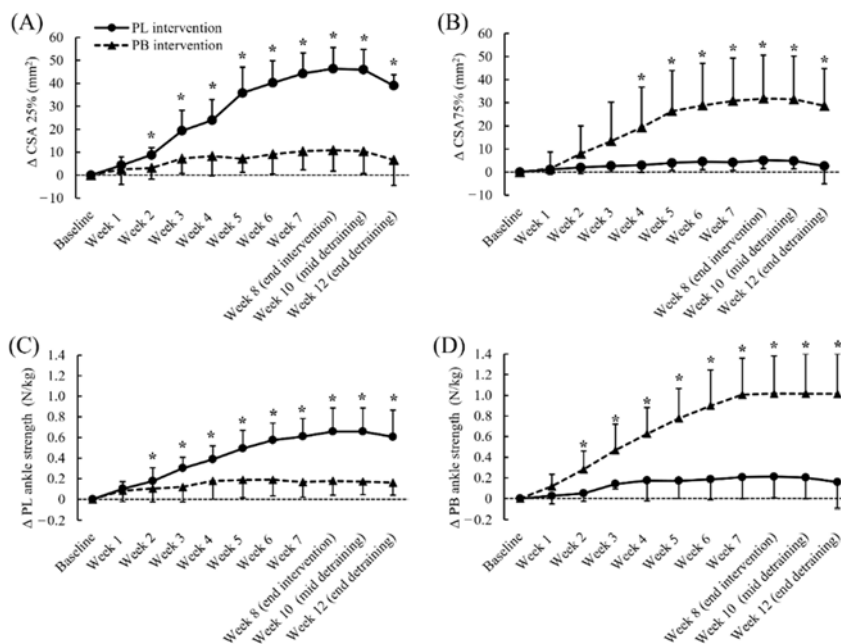 (A)
PL intervention
PB intervention
Δ CSA 25% (mm²)
60
50
40
30
20
10
0
−10
* * * * * * * * *
Baseline
Week 1
Week 2
Week 3
Week 4
Week 5
Week 6
Week 7
Week 8 (end intervention)
Week 10 (mid detraining)
Week 12 (end detraining)
(B)
Δ CSA75% (mm²)
60
50
40
30
20
10
0
−10
* * * * * * *
Baseline
Week 1
Week 2
Week 3
Week 4
Week 5
Week 6
Week 7
Week 8 (end intervention)
Week 10 (mid detraining)
Week 12 (end detraining)
(C)
Δ PL ankle strength (N/kg)
1.4
1.2
1.0
0.8
0.6
0.4
0.2
0
−0.2
* * * * * * * * *
Baseline
Week 1
Week 2
Week 3
Week 4
Week 5
Week 6
Week 7
Week 8 (end intervention)
Week 10 (mid detraining)
Week 12 (end detraining)
(D)
Δ PB ankle strength (N/kg)
1.4
1.2
1.0
0.8
0.6
0.4
0.2
0
−0.2
* * * * * * * * *
Baseline
Week 1
Week 2
Week 3
Week 4
Week 5
Week 6
Week 7
Week 8 (end intervention)
Week 10 (mid detraining)
Week 12 (end detraining)